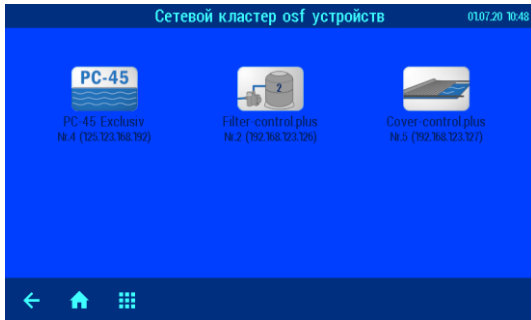 Сетевой кластер osf устройств
01.07.20 10:48
PC-45
2
PC-45 Exclusiv
Nr.4 (125.123.168.192)
Filter-control.plus
Nr.2 (192.168.123.126)
Cover-control.plus
Nr.5 (192.168.123.127)